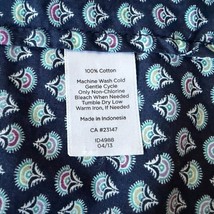 100% Cotton
Machine Wash Cold
Gentle Cycle
Only Non-Chlorine
Bleach When Needed
Tumble Dry Low
Warm Iron, If Needed
Made in Indonesia
CA #23147
ID4988
04/13